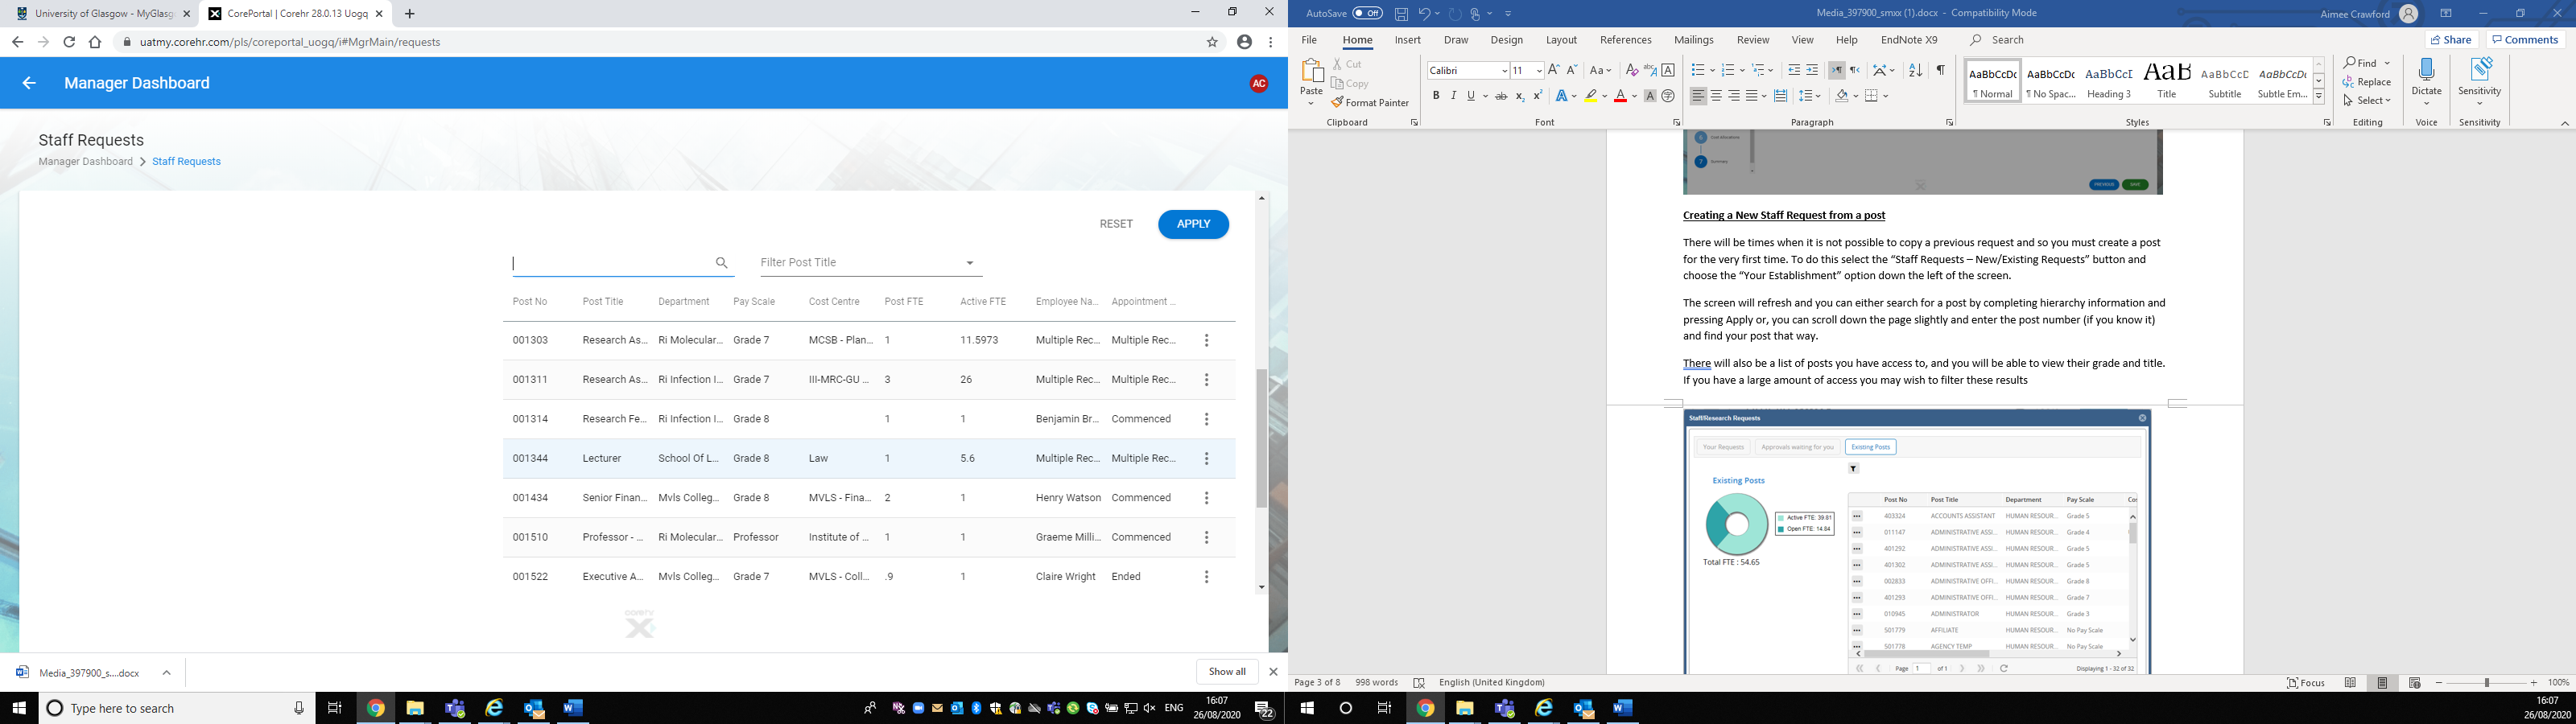 University of Glasgow - MyGlasg
CorePortal | Corehr 28.0.13 Uogq
uatmy.corehr.com/pls/coreportal_uogq/i#MgrMain/requests
Manager Dashboard
AC
Staff Requests
Manager Dashboard > Staff Requests
RESET
APPLY
Filter Post Title
Post No Post Title Department Pay Scale Cost Centre Post FTE Active FTE Employee Na... Appointment ...
001303 Research As... Ri Molecular... Grade 7 MCSB - Plan... 1 11.5973 Multiple Rec... Multiple Rec...
001311 Research As... Ri Infection I... Grade 7 III-MRC-GU ... 3 26 Multiple Rec... Multiple Rec...
001314 Research Fe... Ri Infection I... Grade 8 1 1 Benjamin Br... Commenced
001344 Lecturer School Of L... Grade 8 Law 1 5.6 Multiple Rec... Multiple Rec...
001434 Senior Finan... Mvls Colleg... Grade 8 MVLS - Fina... 2 1 Henry Watson Commenced
001510 Professor - ... Ri Molecular... Professor Institute of ... 1 1 Graeme Milli... Commenced
001522 Executive A... Mvls Colleg... Grade 7 MVLS - Coll... .9 1 Claire Wright Ended
Media_397900_s....docx
Show all
Type here to search
ENG
16:07
26/08/2020
22
AutoSave Off
Media_397900_smxx (1).docx - Compatibility Mode
Aimee Crawford
File Home Insert Draw Design Layout References Mailings Review View Help EndNote X9 Search
Share
Comments
Paste
Cut
Copy
Format Painter
Clipboard
Calibri 11
Font
Paragraph
AaBbCcDc AaBbCcDc AaBbCcI AaB AaBbCcD AaBbCcDc
¶ Normal ¶ No Spac... Heading 3 Title Subtitle Subtle Em...
Styles
Find
Replace
Select
Editing
Dictate
Voice
Sensitivity
Sensitivity
7 Summary
PREVIOUS SAVE
Creating a New Staff Request from a post
There will be times when it is not possible to copy a previous request and so you must create a post
for the very first time. To do this select the “Staff Requests – New/Existing Requests” button and
choose the “Your Establishment” option down the left of the screen.
The screen will refresh and you can either search for a post by completing hierarchy information and
pressing Apply or, you can scroll down the page slightly and enter the post number (if you know it)
and find your post that way.
There will also be a list of posts you have access to, and you will be able to view their grade and title.
If you have a large amount of access you may wish to filter these results
Staff/Research Requests
Your Requests Approvals waiting for you Existing Posts
Existing Posts
Active FTE: 39.81
Open FTE: 14.84
Total FTE : 54.65
Post No Post Title Department Pay Scale Co
403324 ACCOUNTS ASSISTANT HUMAN RESOUR... Grade 5
011147 ADMINISTRATIVE ASSI... HUMAN RESOUR... Grade 4
401292 ADMINISTRATIVE ASSI... HUMAN RESOUR... Grade 5
401302 ADMINISTRATIVE ASSI... HUMAN RESOUR... Grade 5
002833 ADMINISTRATIVE OFFI... HUMAN RESOUR... Grade 8
401293 ADMINISTRATIVE OFFI... HUMAN RESOUR... Grade 7
010945 ADMINISTRATOR HUMAN RESOUR... Grade 3
501779 AFFILIATE HUMAN RESOUR... No Pay Scale
501778 AGENCY TEMP HUMAN RESOUR... No Pay Scale
Page 1 of 1
Displaying 1 - 32 of 32
Page 3 of 8 998 words English (United Kingdom)
Focus
100%
16:07
26/08/2020